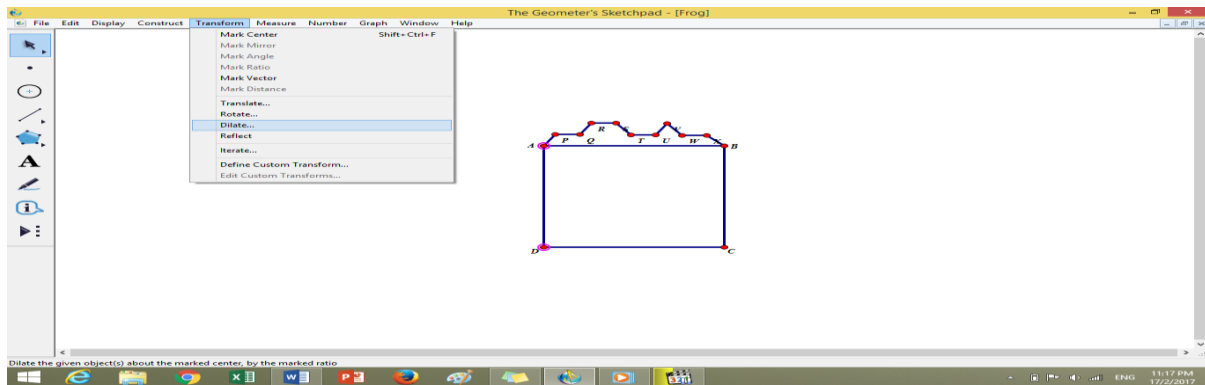 The Geometer's Sketchpad - [Frog]
File Edit Display Construct Transform Measure Number Graph Window Help
Mark Center Shift+Ctrl+F
Mark Mirror
Mark Angle
Mark Ratio
Mark Vector
Mark Distance
Translate...
Rotate...
Dilate...
Reflect
Iterate...
Define Custom Transform...
Edit Custom Transforms...
R S V
P Q T U W X
A B
D C
A
Dilate the given object(s) about the marked center, by the marked ratio
ENG 11:17 PM
17/2/2017